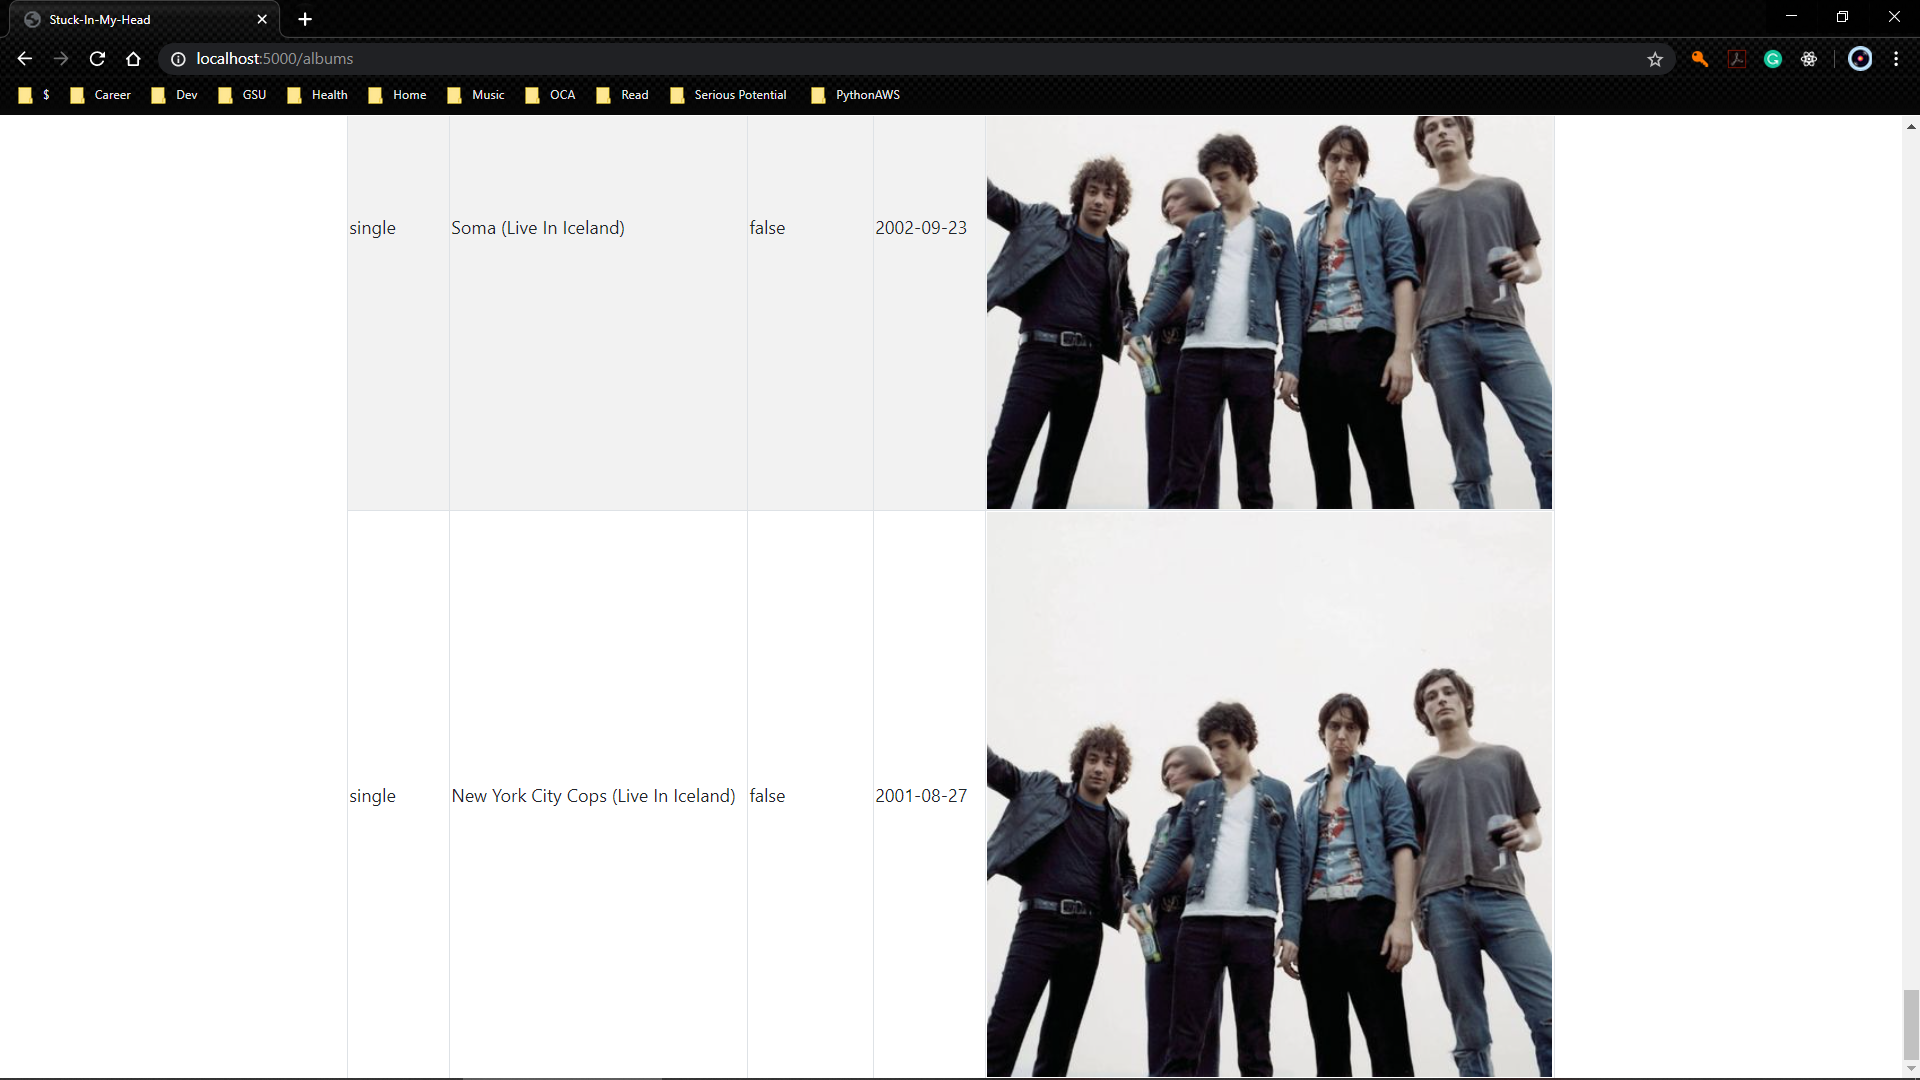 Stuck-In-My-Head
localhost:5000/albums
$ Career Dev GSU Health Home Music OCA Read Serious Potential PythonAWS
single Soma (Live In Iceland) false 2002-09-23
single New York City Cops (Live In Iceland) false 2001-08-27